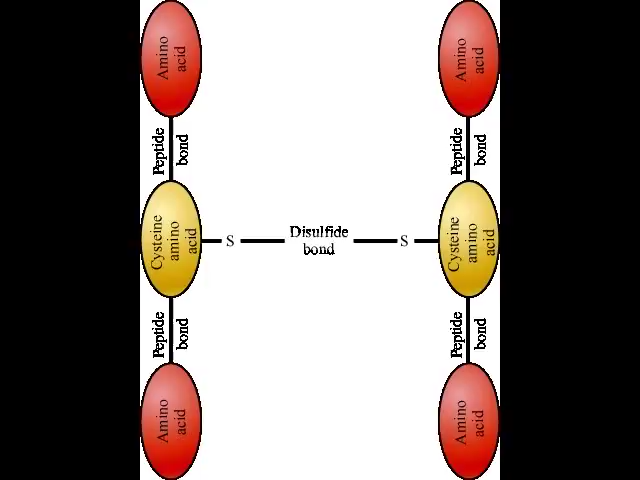 Amino
acid
Amino
acid
Peptide
bond
Peptide
bond
Cysteine
amino
acid
S
Disulfide
bond
S
Cysteine
amino
acid
Peptide
bond
Peptide
bond
Amino
acid
Amino
acid